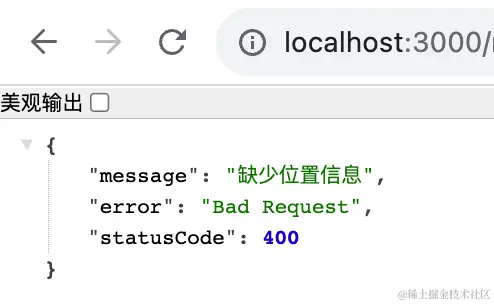 localhost:3000/
美观输出
{
"message": "缺少位置信息",
"error": "Bad Request",
"statusCode": 400
}
@稀土掘金技术社区